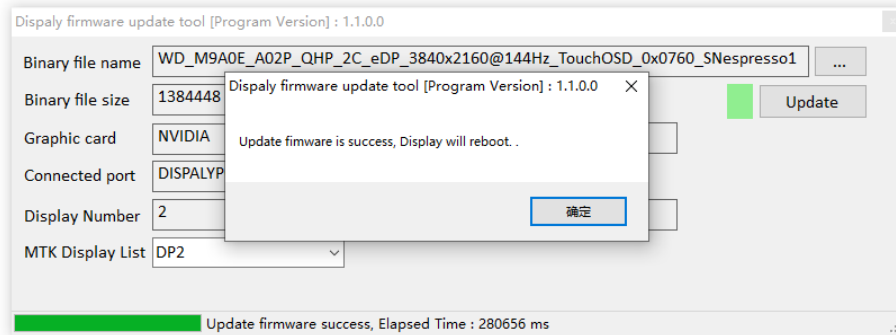 Dispaly firmware update tool [Program Version] : 1.1.0.0
Binary file name WD_M9A0E_A02P_QHP_2C_eDP_3840x2160@144Hz_TouchOSD_0x0760_SNespresso1 ...
Dispaly firmware update tool [Program Version] : 1.1.0.0
Binary file size 1384448 Update
Graphic card NVIDIA
Update fimware is success, Display will reboot. .
Connected port DISPALYP
Display Number 2
确定
MTK Display List DP2
Update firmware success, Elapsed Time : 280656 ms